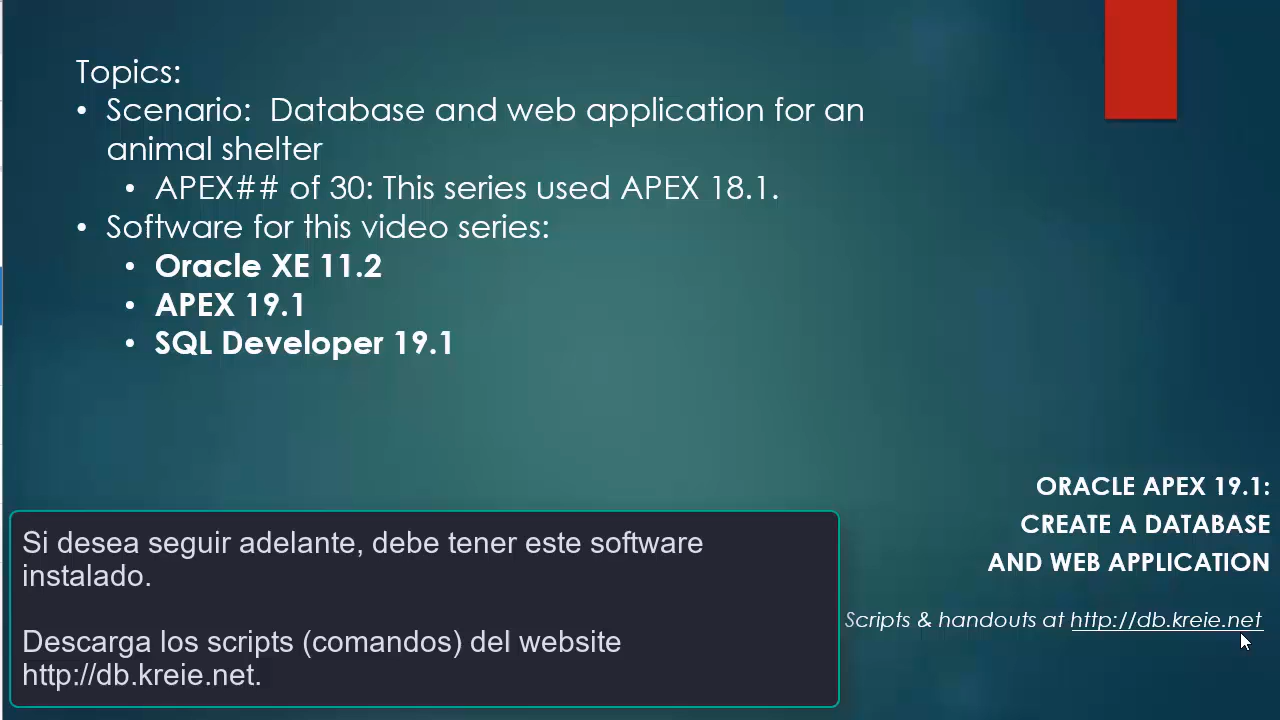 Topics:
• Scenario:  Database and web application for an
animal shelter
• APEX## of 30: This series used APEX 18.1.
• Software for this video series:
• Oracle XE 11.2
• APEX 19.1
• SQL Developer 19.1
ORACLE APEX 19.1:
CREATE A DATABASE
AND WEB APPLICATION
Scripts & handouts at http://db.kreie.net
Si desea seguir adelante, debe tener este software
instalado.
Descarga los scripts (comandos) del website
http://db.kreie.net.